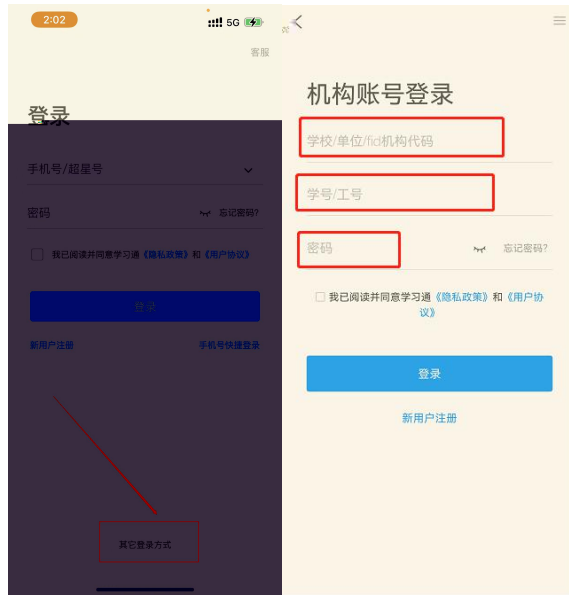 2:02
5G
客服
登录
手机号/超星号
密码
忘记密码?
我已阅读并同意学习通《隐私政策》和《用户协议》
登录
新用户注册
手机号快捷登录
其它登录方式
机构账号登录
学校/单位/fid机构代码
学号/工号
密码
忘记密码?
我已阅读并同意学习通《隐私政策》和《用户协
议》
登录
新用户注册